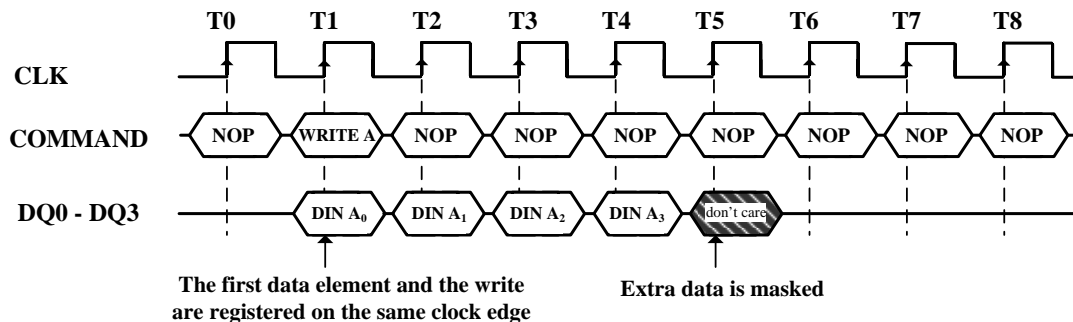 T0 T1 T2 T3 T4 T5 T6 T7 T8
CLK
COMMAND NOP WRITE A NOP NOP NOP NOP NOP NOP NOP
DQ0 - DQ3 DIN A₀ DIN A₁ DIN A₂ DIN A₃ don't care
The first data element and the write
are registered on the same clock edge
Extra data is masked